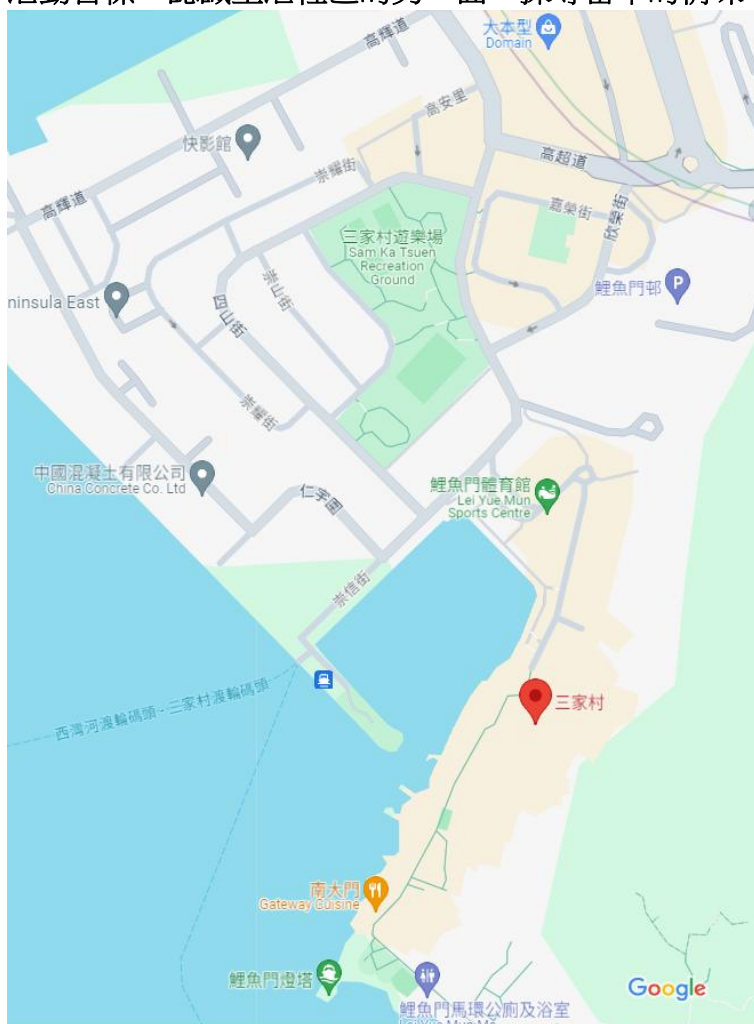 大本型
Domain
高輝道
高安里
快影館
高超道
崇耀街
嘉榮街
欣榮街
高輝道
三家村遊樂場
Sam Ka Tsuen
Recreation
Ground
鯉魚門邨
ninsula East
四山街
崇山街
崇耀街
中國混凝土有限公司
China Concrete Co. Ltd
仁宇圍
鯉魚門體育館
Lei Yue Mun
Sports Centre
崇信街
西灣河渡輪碼頭 - 三家村渡輪碼頭
三家村
南大門
Gateway Cuisine
鯉魚門燈塔
鯉魚門馬環公廁及浴室
Google